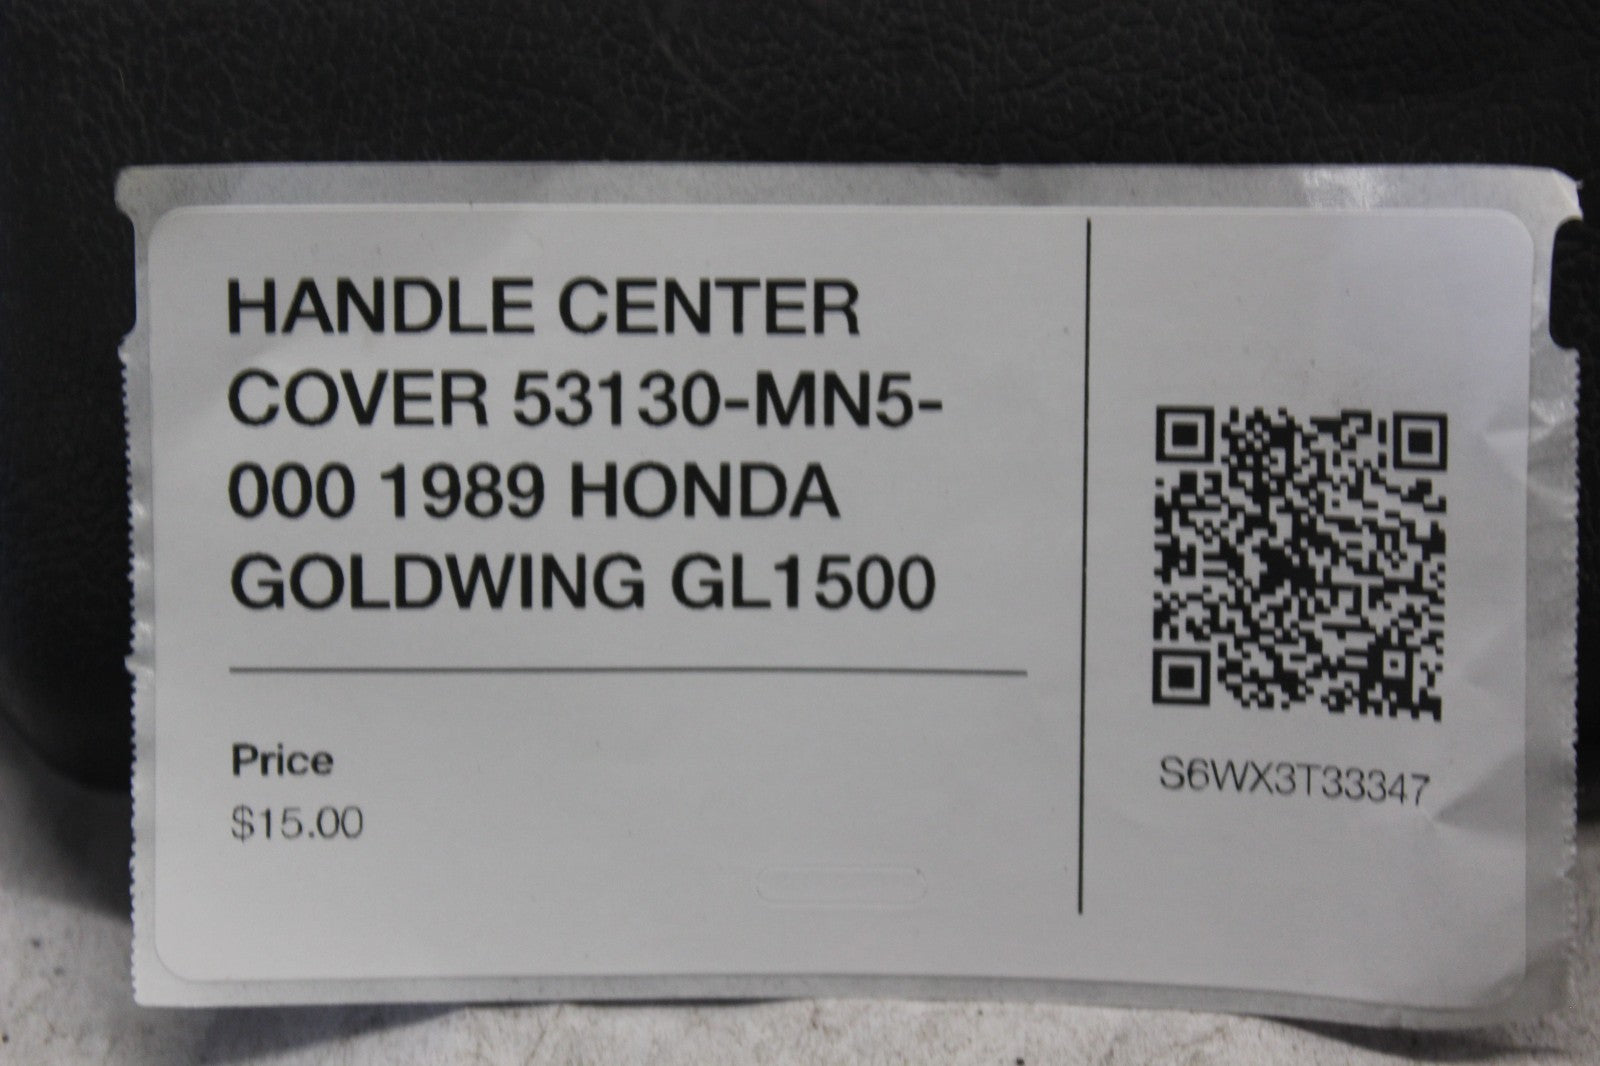 HANDLE CENTER
COVER 53130-MN5-
000 1989 HONDA
GOLDWING GL1500
Price
$15.00
S6WX3T33347